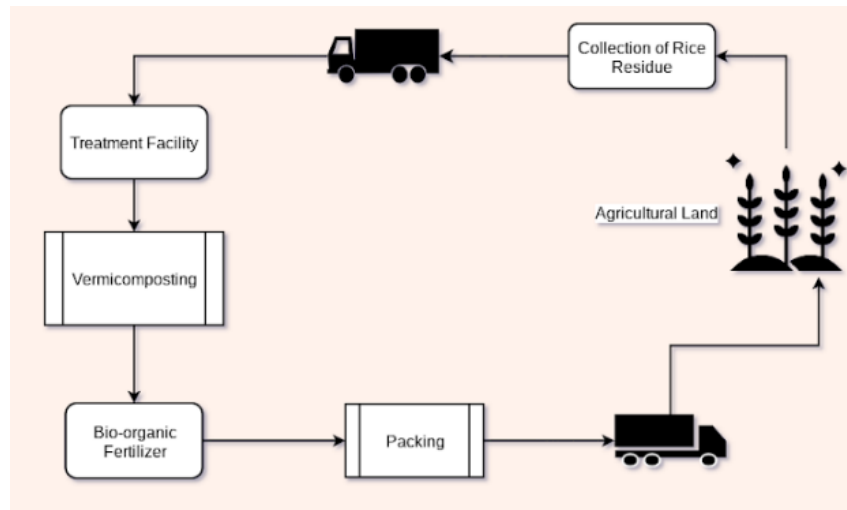 Collection of Rice
Residue
Treatment Facility
Agricultural Land
Vermicomposting
Bio-organic
Fertilizer
Packing